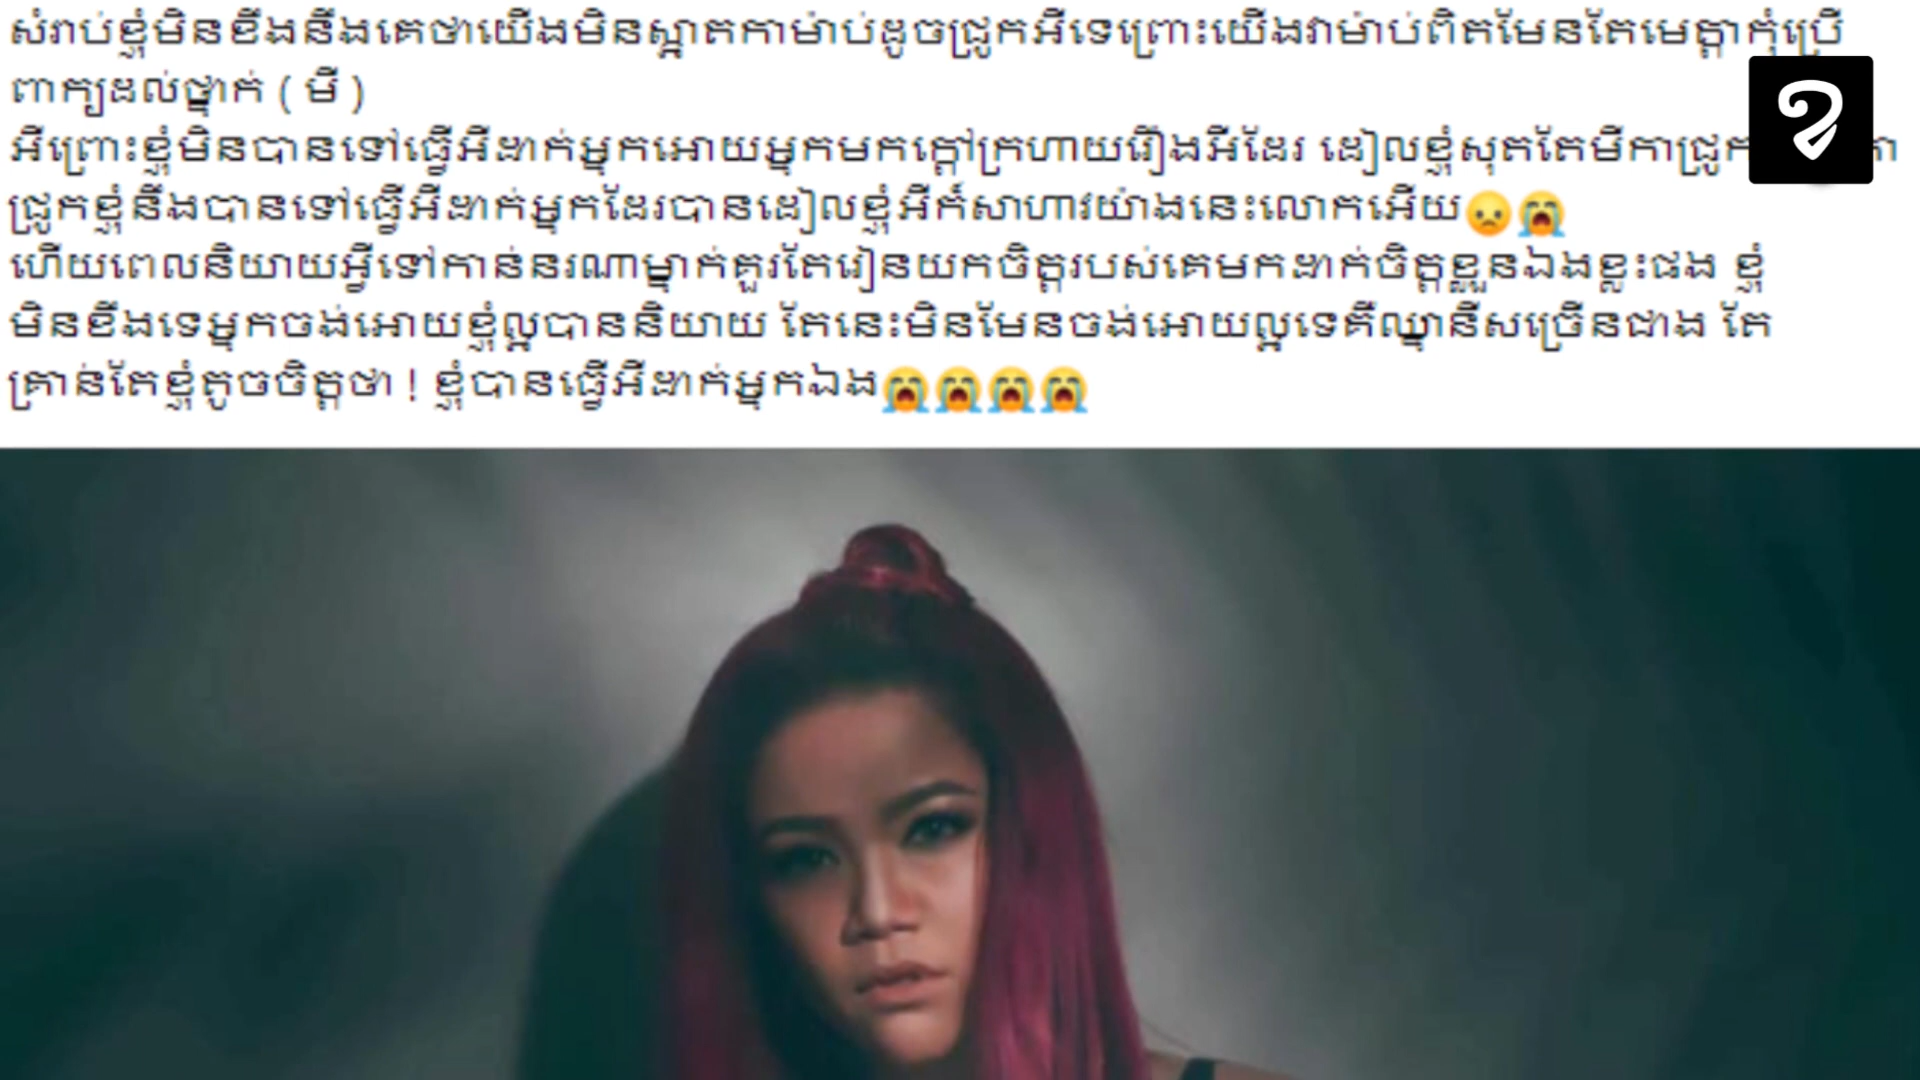 សំរាប់ខ្ញុំមិនខឹងនឹងគេថាយើងមិនស្អាតកាម៉ាប់ដូចជ្រូកអីទេព្រោះយើងវាម៉ាប់ពិតមែនតែមេត្តាកុំប្រើ
ពាក្យដល់ថ្នាក់ ( មី )
អីព្រោះខ្ញុំមិនបានទៅធ្វើអីដាក់អ្នកអោយអ្នកមកក្តៅក្រហាយរឿងអីដែរ ដៀលខ្ញុំសុតតែមីកាជ្រូក
ជ្រូកខ្ញុំនឹងបានទៅធ្វើអីដាក់អ្នកដែរបានដៀលខ្ញុំអីក៏សាហាវយ៉ាងនេះលោកអើយ😞😭
ហើយពេលនិយាយអ្វីទៅកាន់នរណាម្នាក់គួរតែរៀនយកចិត្តរបស់គេមកដាក់ចិត្តខ្លួនឯងខ្លះផង ខ្ញុំ
មិនខឹងទេអ្នកចង់អោយខ្ញុំល្អបាននិយាយ តែនេះមិនមែនចង់អោយល្អទេគឺឈ្នានីសច្រើនជាង តែ
គ្រាន់តែខ្ញុំតូចចិត្តថា ! ខ្ញុំបានធ្វើអីដាក់អ្នកឯង😭😭😭😭